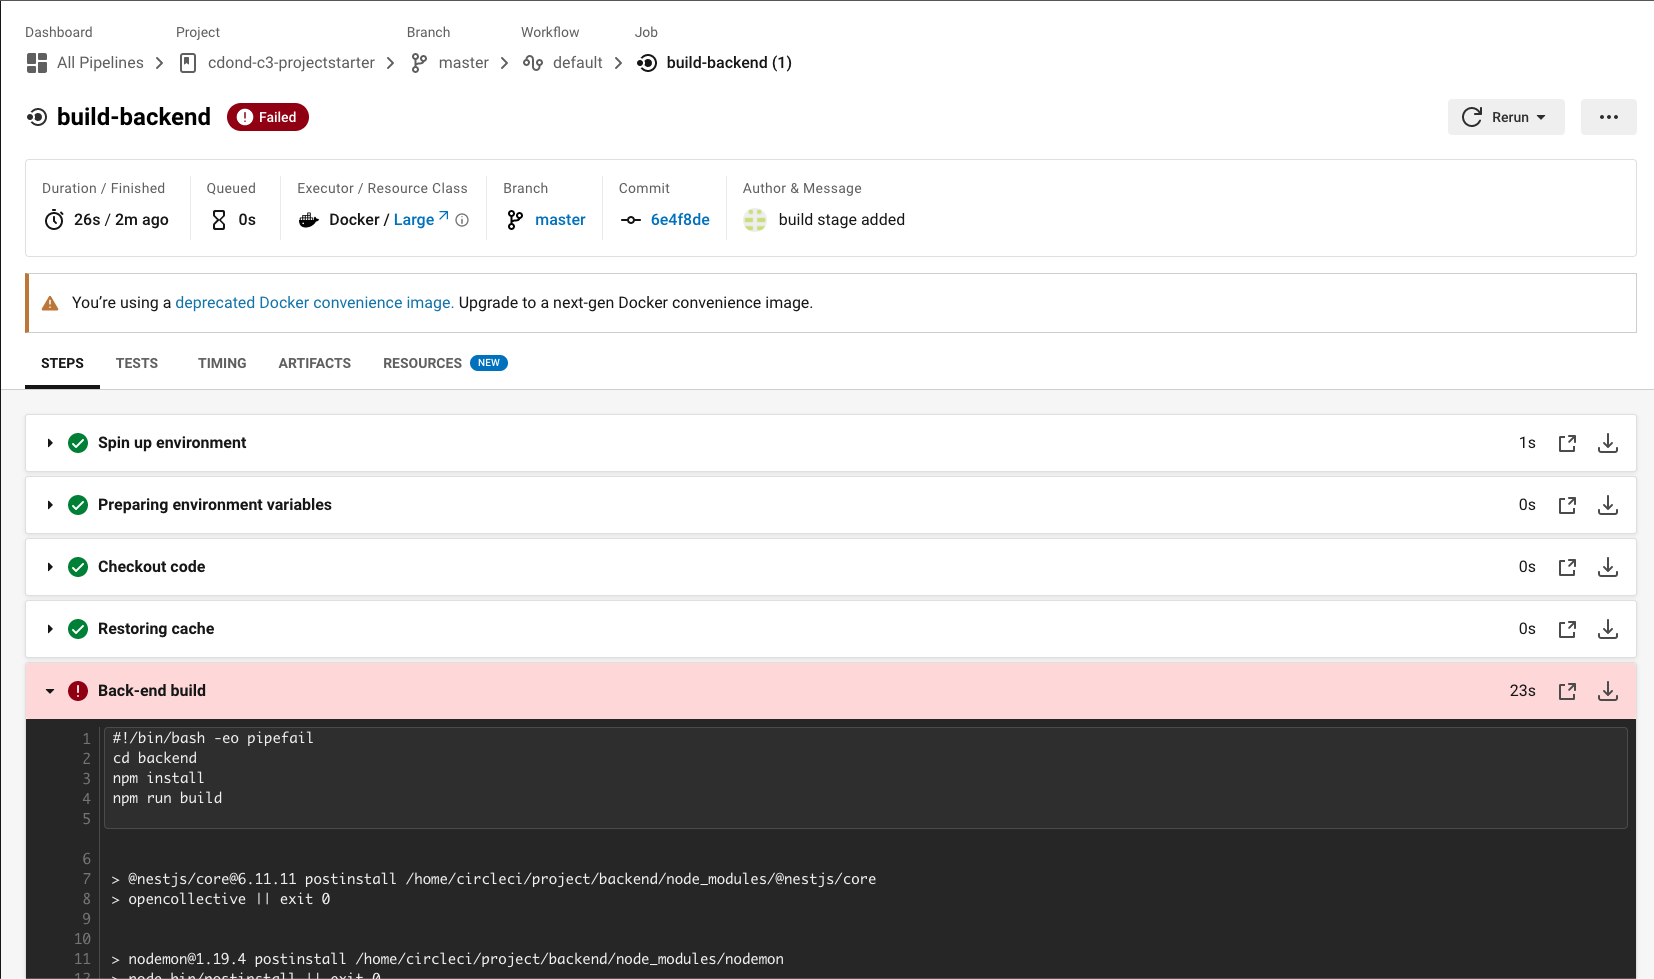 Dashboard Project Branch Workflow Job
All Pipelines cdond-c3-projectstarter master default build-backend (1)
build-backend Failed Rerun
Duration / Finished Queued Executor / Resource Class Branch Commit Author & Message
26s / 2m ago 0s Docker / Large master 6e4f8de build stage added
You’re using a deprecated Docker convenience image. Upgrade to a next-gen Docker convenience image.
STEPS TESTS TIMING ARTIFACTS RESOURCES NEW
Spin up environment 1s
Preparing environment variables 0s
Checkout code 0s
Restoring cache 0s
Back-end build 23s
1 #!/bin/bash -eo pipefail
2 cd backend
3 npm install
4 npm run build
5
6
7 > @nestjs/core@6.11.11 postinstall /home/circleci/project/backend/node_modules/@nestjs/core
8 > opencollective || exit 0
9
10
11 > nodemon@1.19.4 postinstall /home/circleci/project/backend/node_modules/nodemon
12 > node bin/postinstall || exit 0